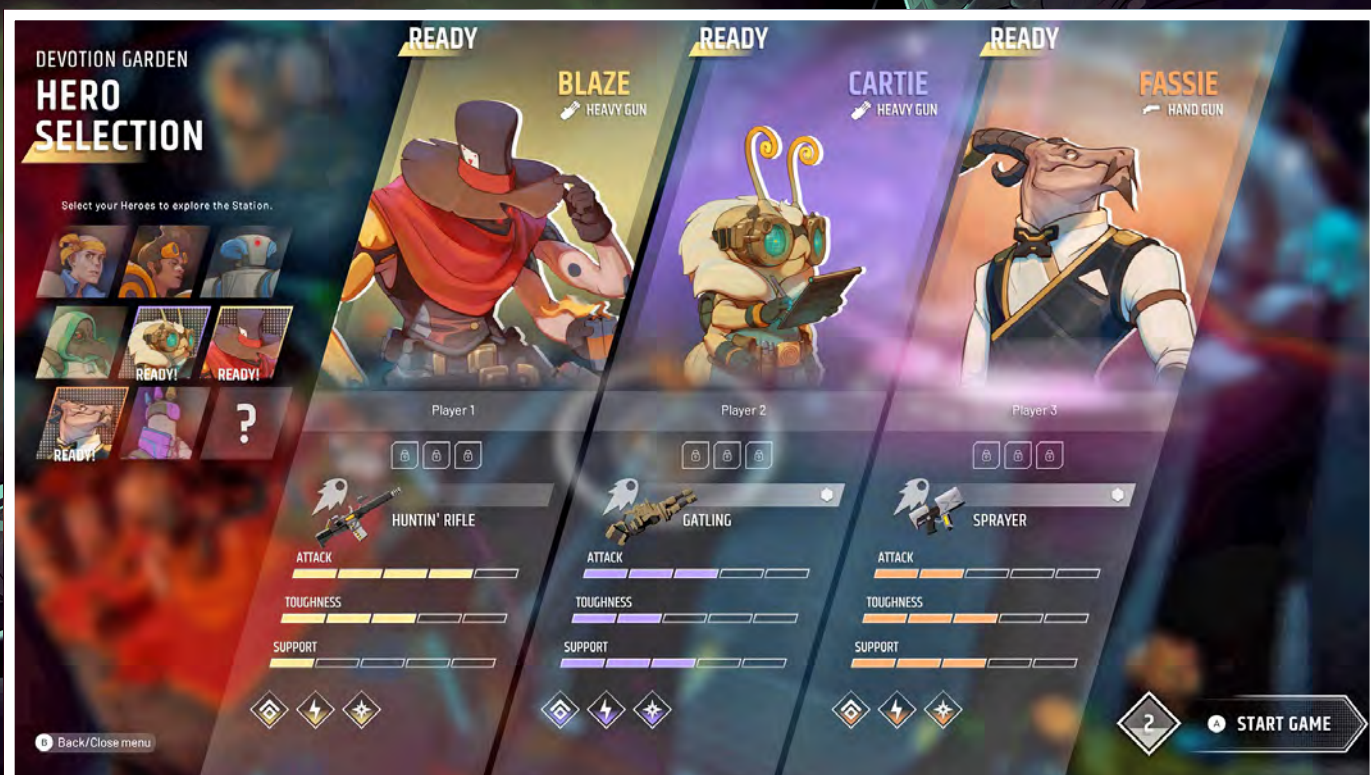 DEVOTION GARDEN
HERO
SELECTION
Select your Heroes to explore the Station.
READY!
READY!
READY!
?
READY
BLAZE
HEAVY GUN
Player 1
HUNTIN' RIFLE
ATTACK
TOUGHNESS
SUPPORT
READY
CARTIE
HEAVY GUN
Player 2
GATLING
ATTACK
TOUGHNESS
SUPPORT
READY
FASSIE
HAND GUN
Player 3
SPRAYER
ATTACK
TOUGHNESS
SUPPORT
B Back/Close menu
2
A START GAME